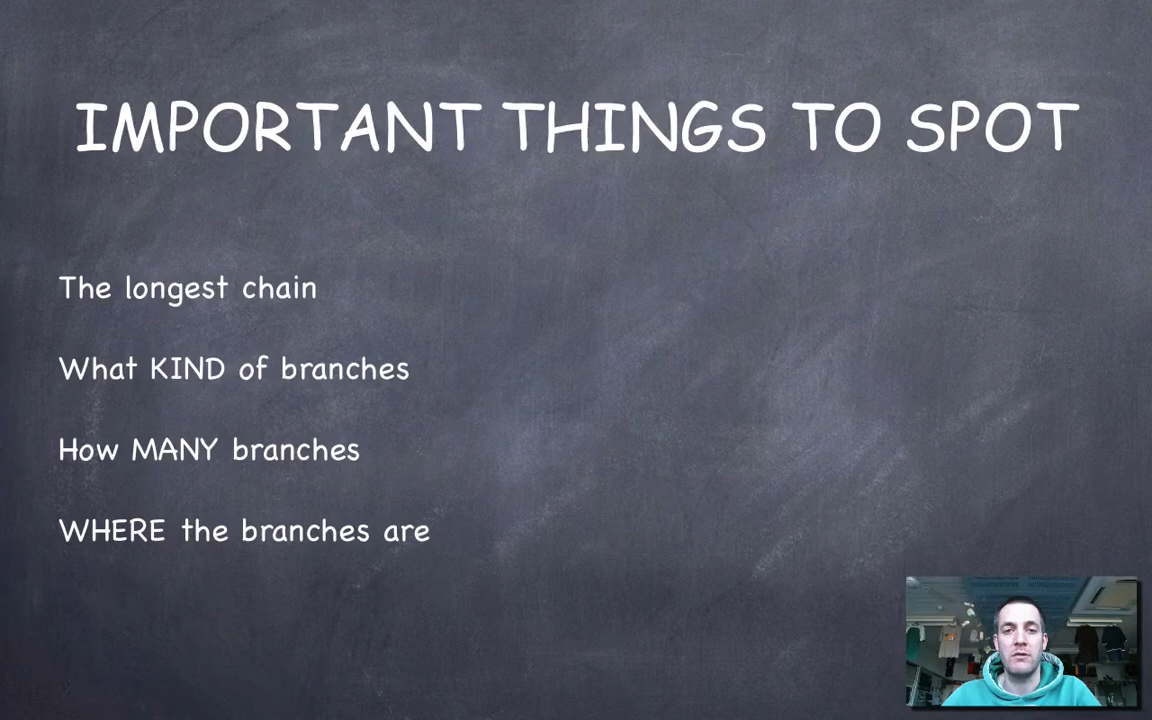 IMPORTANT THINGS TO SPOT
The longest chain
What KIND of branches
How MANY branches
WHERE the branches are